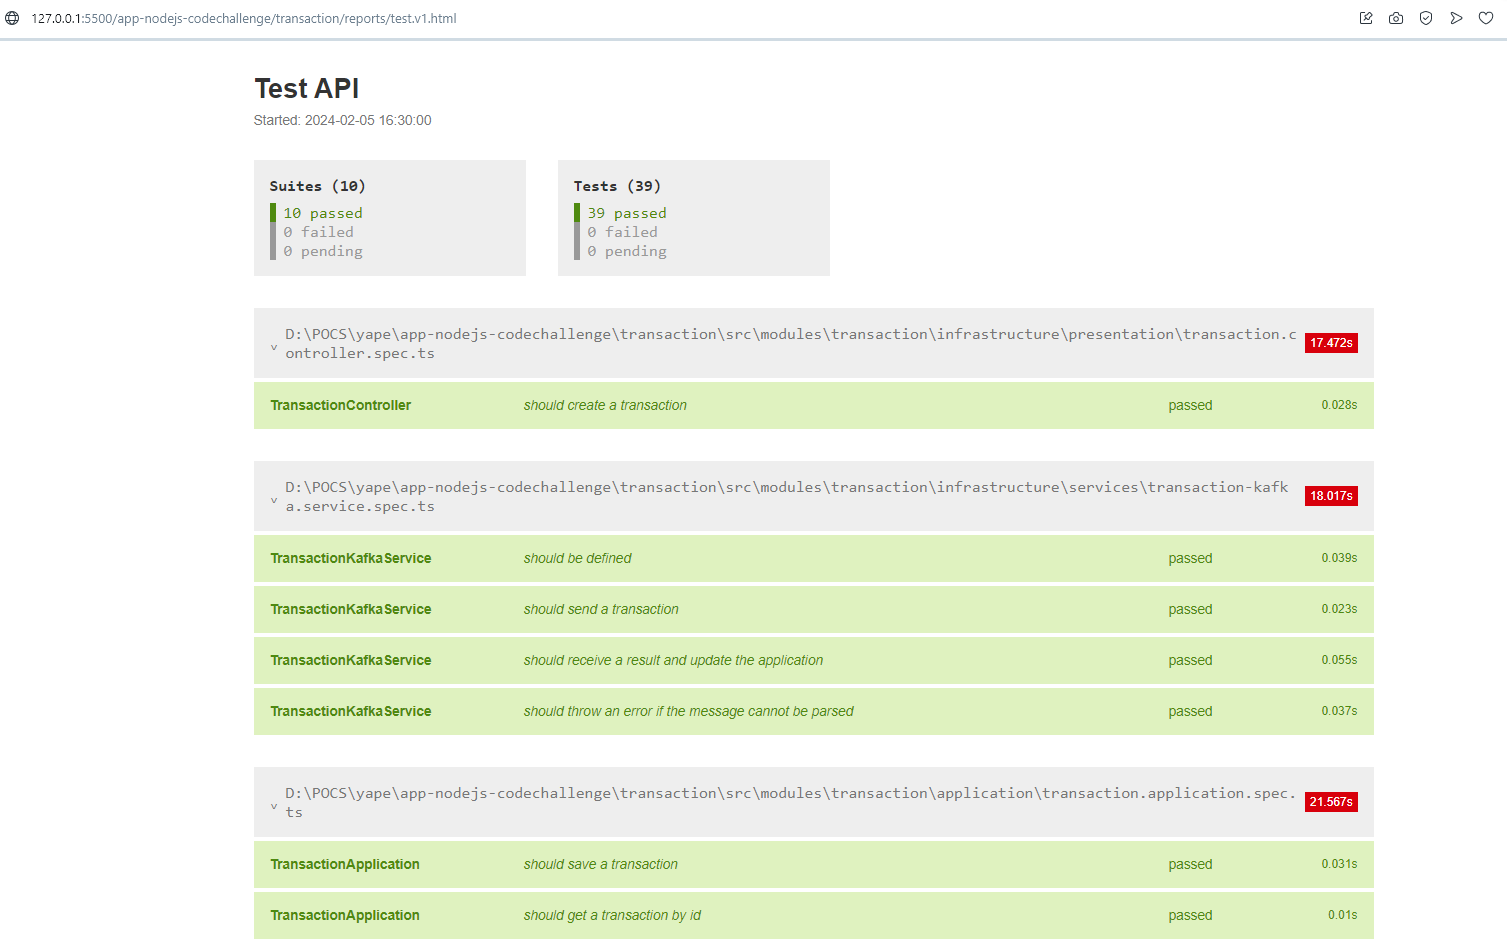 127.0.0.1:5500/app-nodejs-codechallenge/transaction/reports/test.v1.html
Test API
Started: 2024-02-05 16:30:00
Suites (10)
10 passed
0 failed
0 pending
Tests (39)
39 passed
0 failed
0 pending
D:\POCS\yape\app-nodejs-codechallenge\transaction\src\modules\transaction\infrastructure\presentation\transaction.c
ontroller.spec.ts
17.472s
TransactionController should create a transaction passed 0.028s
D:\POCS\yape\app-nodejs-codechallenge\transaction\src\modules\transaction\infrastructure\services\transaction-kafk
a.service.spec.ts
18.017s
TransactionKafkaService should be defined passed 0.039s
TransactionKafkaService should send a transaction passed 0.023s
TransactionKafkaService should receive a result and update the application passed 0.055s
TransactionKafkaService should throw an error if the message cannot be parsed passed 0.037s
D:\POCS\yape\app-nodejs-codechallenge\transaction\src\modules\transaction\application\transaction.application.spec.
ts
21.567s
TransactionApplication should save a transaction passed 0.031s
TransactionApplication should get a transaction by id passed 0.01s